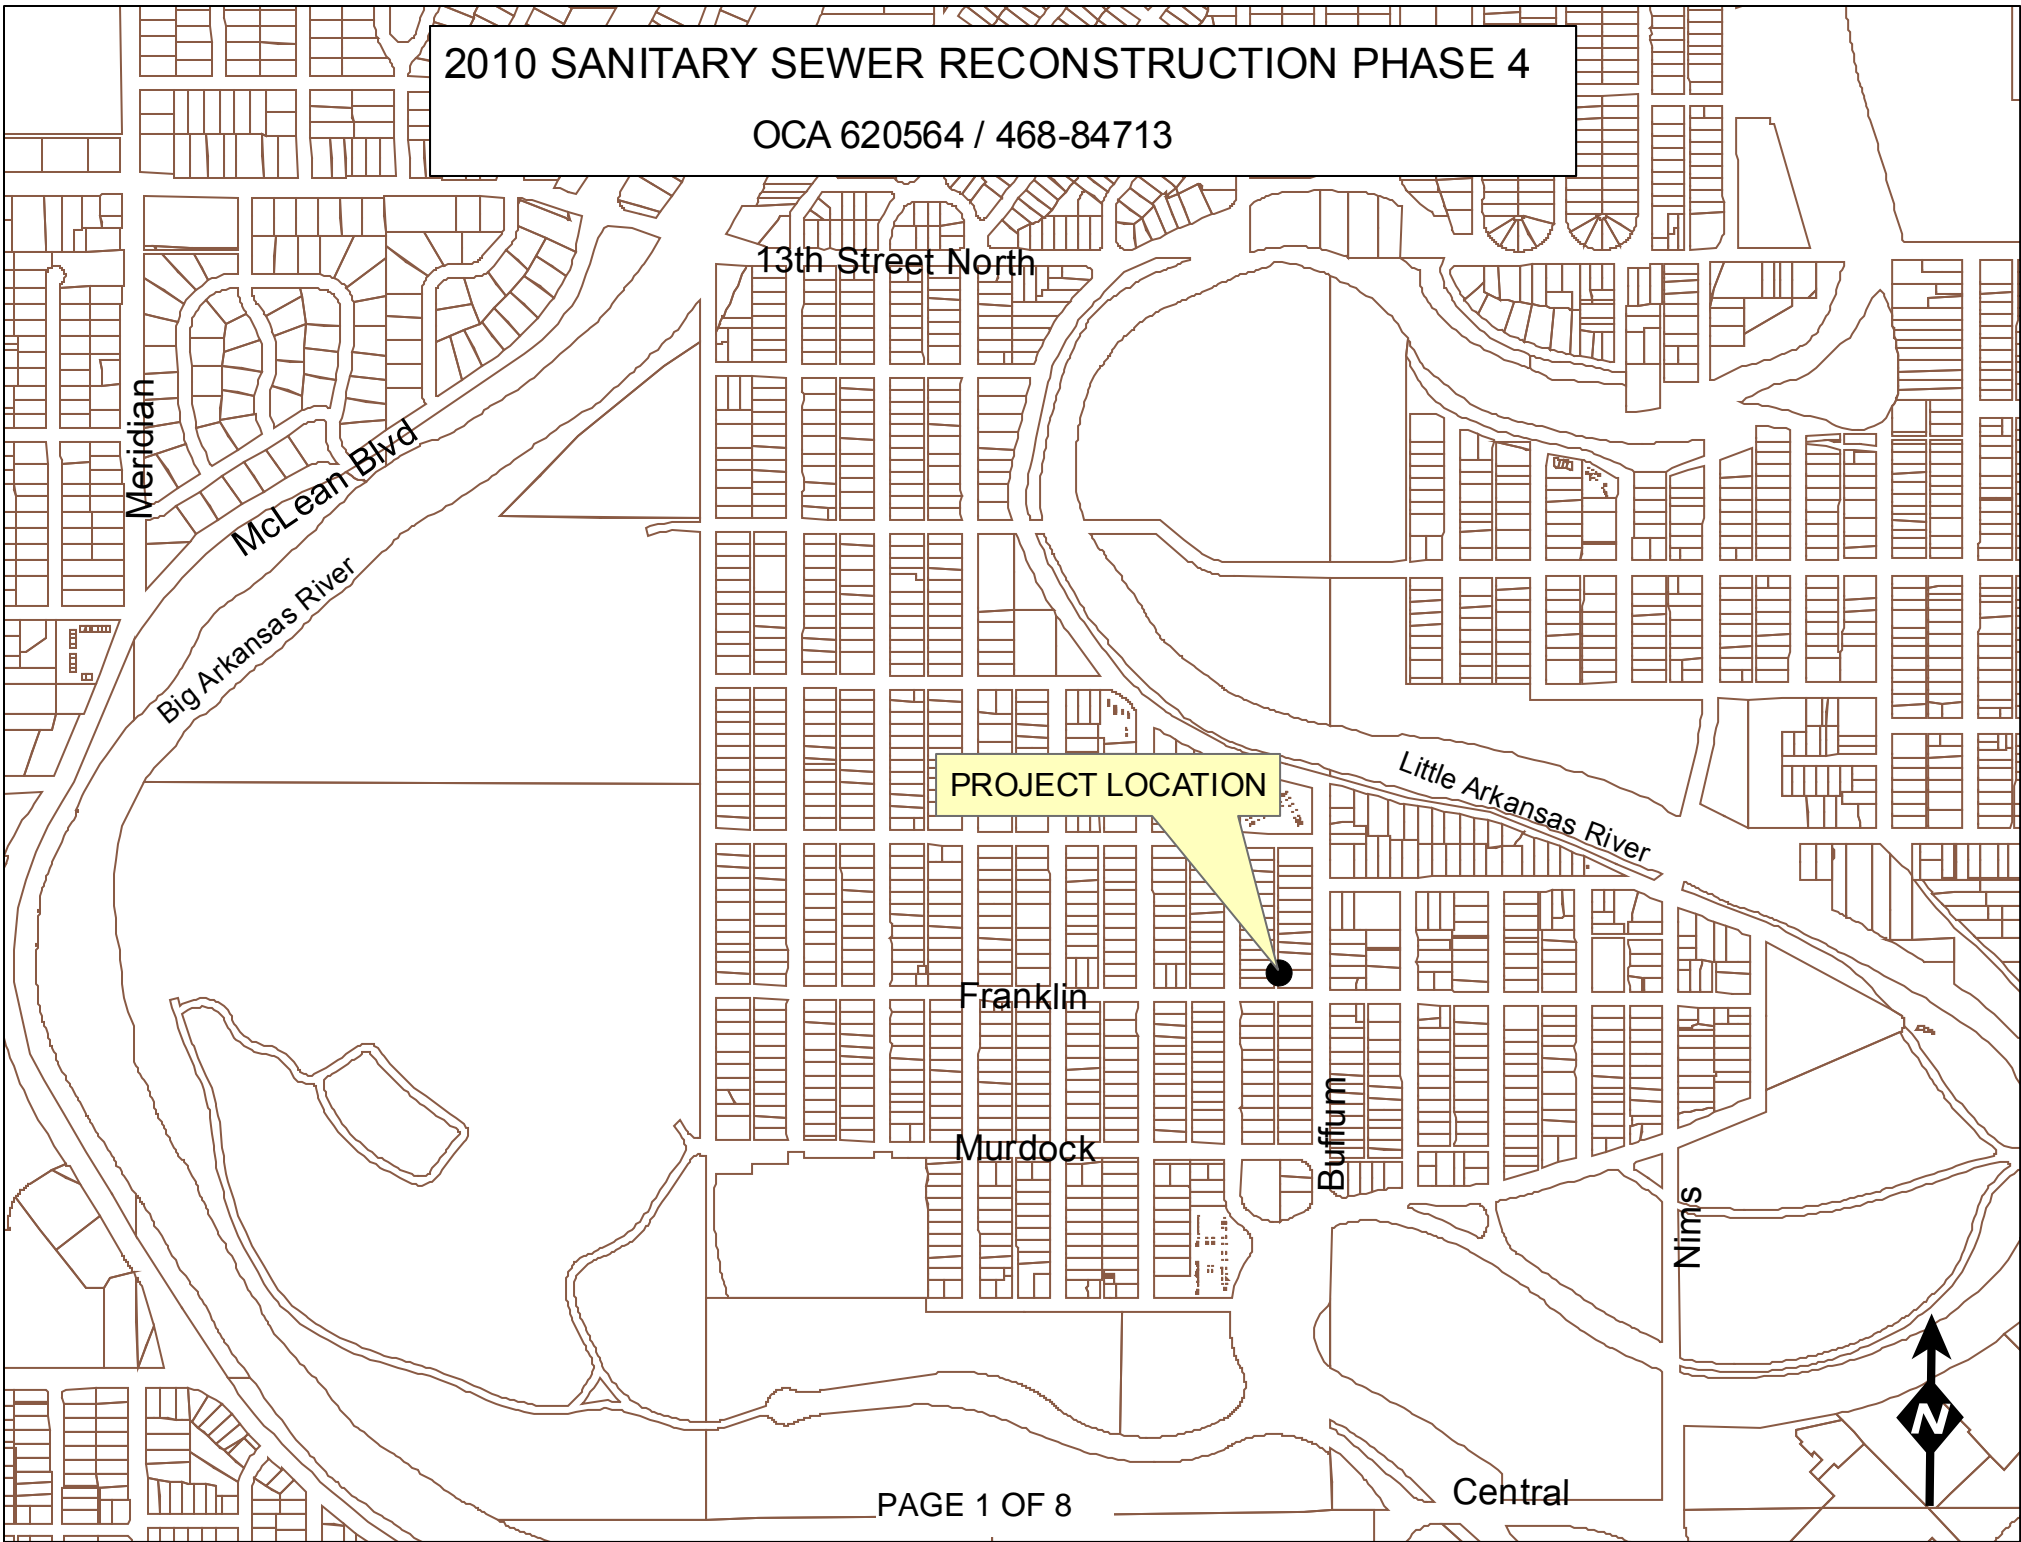 2010 SANITARY SEWER RECONSTRUCTION PHASE 4
OCA 620564 / 468-84713
13th Street North
Meridian
McLean Blvd
Big Arkansas River
PROJECT LOCATION
Little Arkansas River
Franklin
Buffum
Murdock
Nims
N
Central
PAGE 1 OF 8